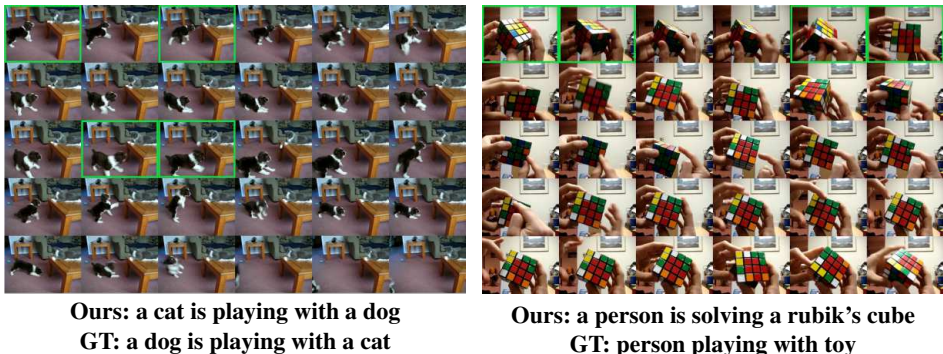 Ours: a cat is playing with a dog
GT: a dog is playing with a cat
Ours: a person is solving a rubik's cube
GT: person playing with toy